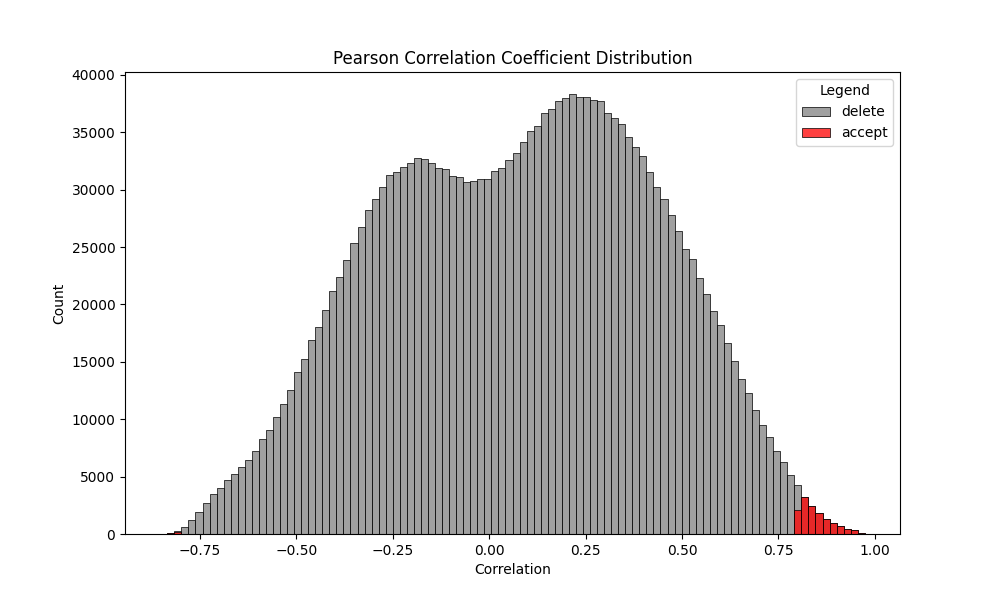 Pearson Correlation Coefficient Distribution
40000
35000
30000
25000
20000
15000
10000
5000
0
Count
Legend
delete
accept
−0.75 −0.50 −0.25 0.00 0.25 0.50 0.75 1.00
Correlation